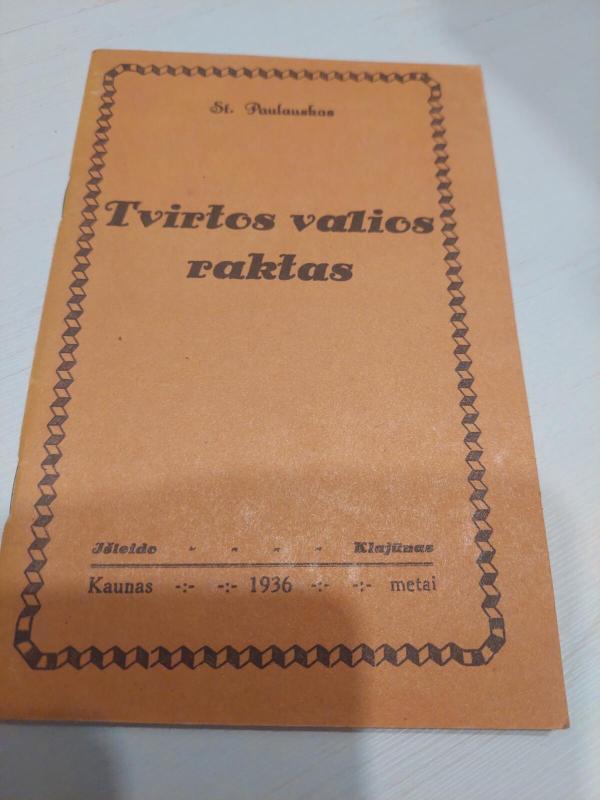 St. Paulauskas
Tvirtos valios
raktas
Išleido " " " " Klajūnas
Kaunas -:- -:- 1936 -:- -:- metai